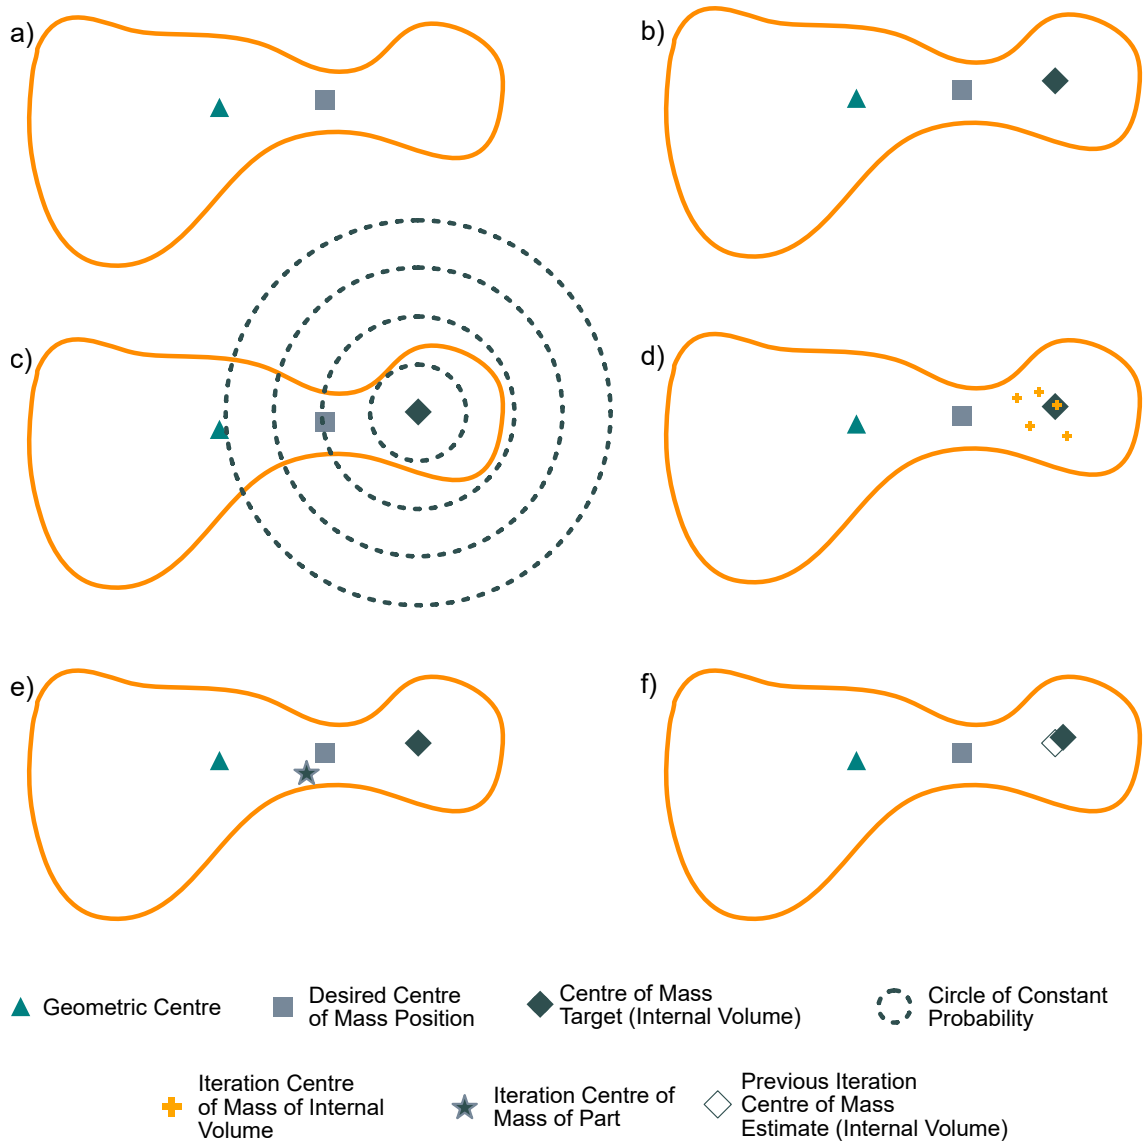 a)
b)
c)
d)
e)
f)
Geometric Centre
Desired Centre
of Mass Position
Centre of Mass
Target (Internal Volume)
Circle of Constant
Probability
Iteration Centre
of Mass of Internal
Volume
Iteration Centre of
Mass of Part
Previous Iteration
Centre of Mass
Estimate (Internal Volume)